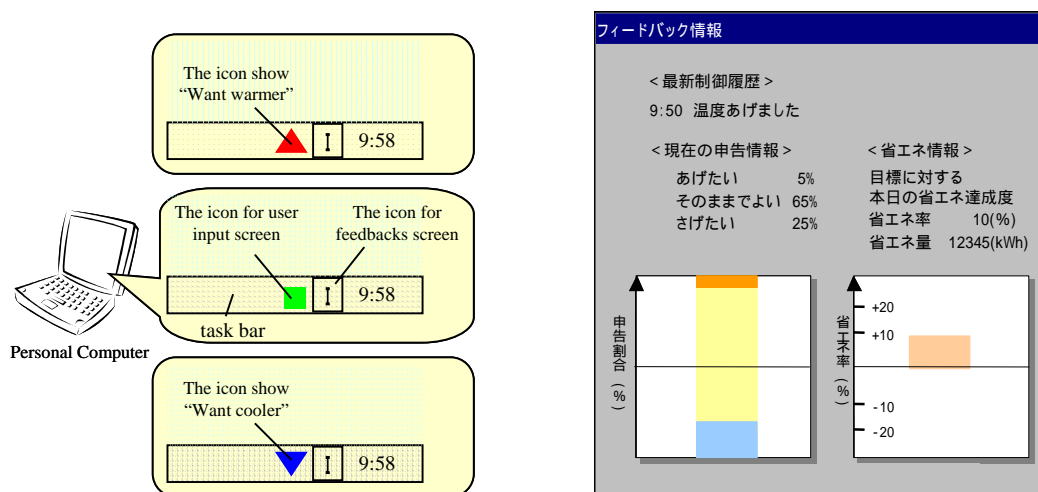 The icon show
“Want warmer”
I
9:58
The icon for user
input screen
The icon for
feedbacks screen
I
9:58
task bar
Personal Computer
The icon show
“Want cooler”
I
9:58
フィードバック情報
<最新制御履歴>
9:50 温度あげました
<現在の申告情報>
あげたい 5%
そのままでよい 65%
さげたい 25%
<省エネ情報>
目標に対する
本日の省エネ達成度
省エネ率 10(%)
省エネ量 12345(kWh)
申告割合(%)
省エネ率(%)
+20
+10
-10
-20